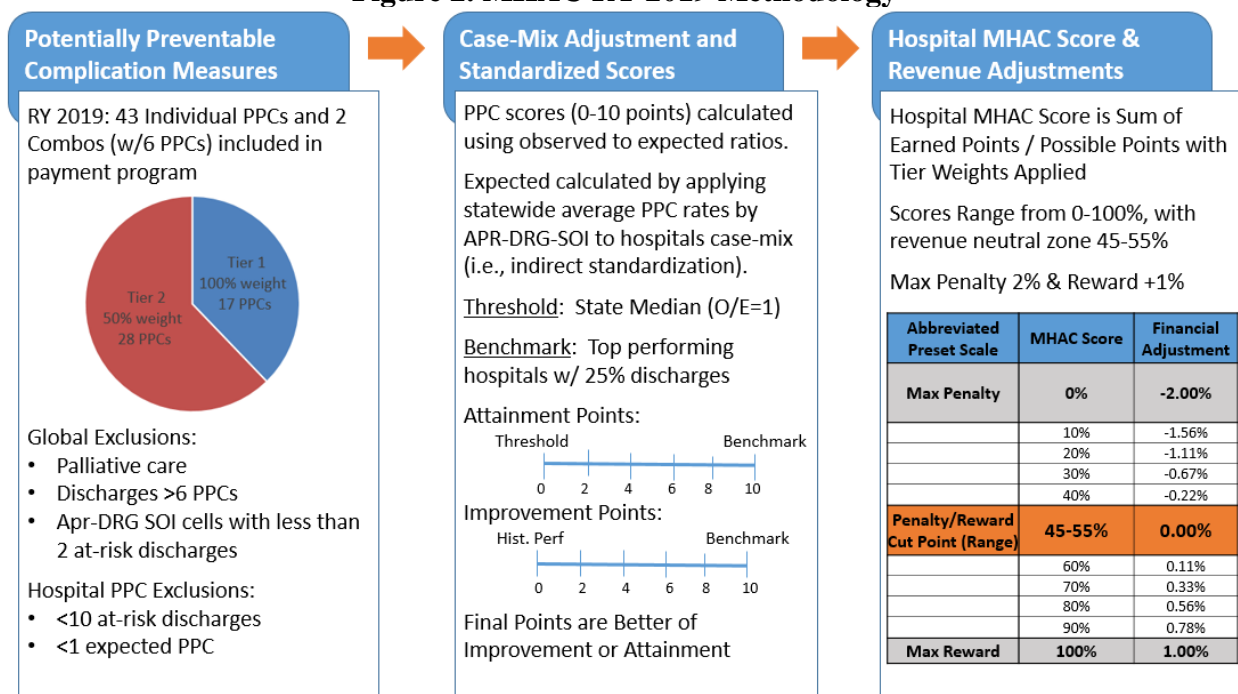 Figure 2. MHAC RY 2019 Methodology
Potentially Preventable
Complication Measures
RY 2019: 43 Individual PPCs and 2
Combos (w/6 PPCs) included in
payment program
Tier 1
100% weight
17 PPCs
Tier 2
50% weight
28 PPCs
Global Exclusions:
• Palliative care
• Discharges >6 PPCs
• Apr-DRG SOI cells with less than
2 at-risk discharges
Hospital PPC Exclusions:
• <10 at-risk discharges
• <1 expected PPC
Case-Mix Adjustment and
Standardized Scores
PPC scores (0-10 points) calculated
using observed to expected ratios.
Expected calculated by applying
statewide average PPC rates by
APR-DRG-SOI to hospitals case-mix
(i.e., indirect standardization).
Threshold: State Median (O/E=1)
Benchmark: Top performing
hospitals w/ 25% discharges
Attainment Points:
Threshold Benchmark
0 2 4 6 8 10
Improvement Points:
Hist. Perf Benchmark
0 2 4 6 8 10
Final Points are Better of
Improvement or Attainment
Hospital MHAC Score &
Revenue Adjustments
Hospital MHAC Score is Sum of
Earned Points / Possible Points with
Tier Weights Applied
Scores Range from 0-100%, with
revenue neutral zone 45-55%
Max Penalty 2% & Reward +1%
Abbreviated
Preset Scale MHAC Score Financial
Adjustment
Max Penalty 0% -2.00%
10% -1.56%
20% -1.11%
30% -0.67%
40% -0.22%
Penalty/Reward
Cut Point (Range) 45-55% 0.00%
60% 0.11%
70% 0.33%
80% 0.56%
90% 0.78%
Max Reward 100% 1.00%